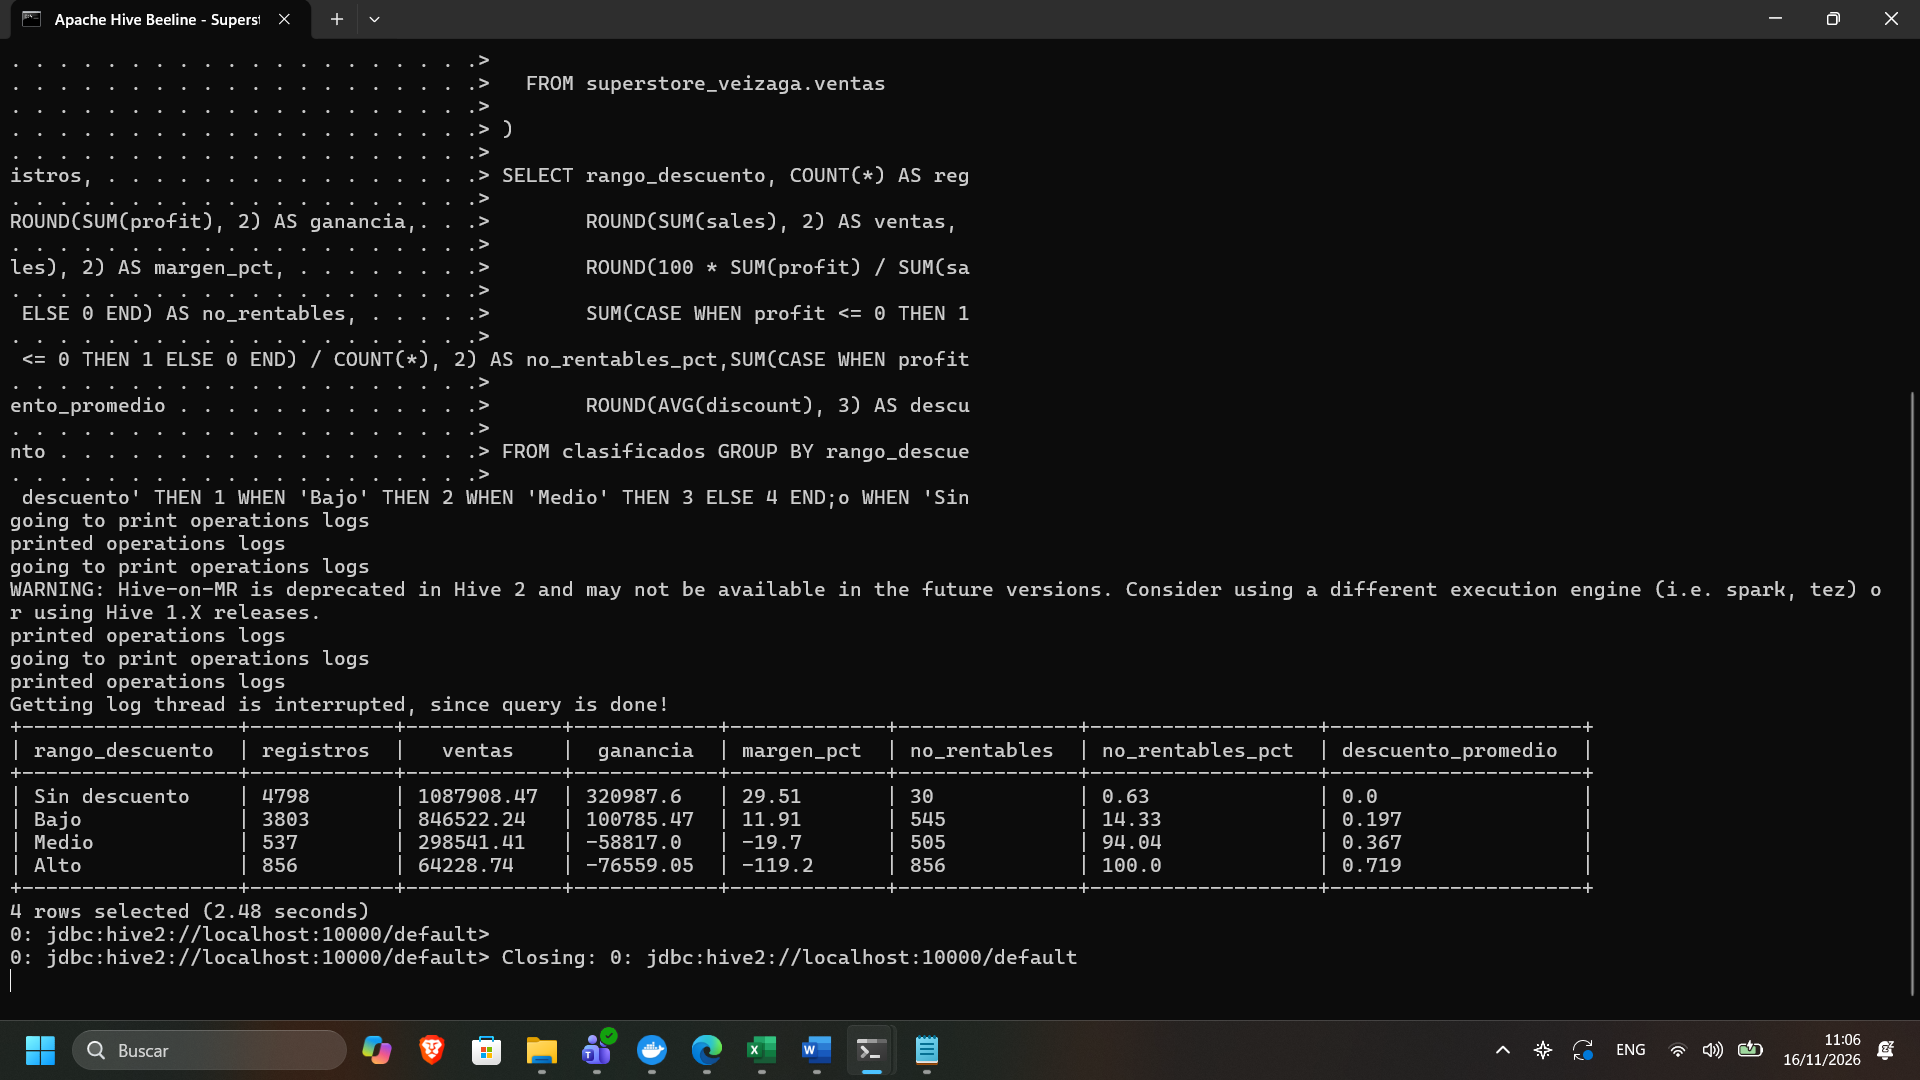 Apache Hive Beeline - Superst
. . . . . . . . . . . . . . . . . . . .>
. . . . . . . . . . . . . . . . . . . .>   FROM superstore_veizaga.ventas
. . . . . . . . . . . . . . . . . . . .>
. . . . . . . . . . . . . . . . . . . .> )
. . . . . . . . . . . . . . . . . . . .>
istros, . . . . . . . . . . . . . . . .> SELECT rango_descuento, COUNT(*) AS reg
. . . . . . . . . . . . . . . . . . . .>
ROUND(SUM(profit), 2) AS ganancia,. . .>        ROUND(SUM(sales), 2) AS ventas,
. . . . . . . . . . . . . . . . . . . .>
les), 2) AS margen_pct, . . . . . . . .>        ROUND(100 * SUM(profit) / SUM(sa
. . . . . . . . . . . . . . . . . . . .>
 ELSE 0 END) AS no_rentables, . . . . .>        SUM(CASE WHEN profit <= 0 THEN 1
. . . . . . . . . . . . . . . . . . . .>
 <= 0 THEN 1 ELSE 0 END) / COUNT(*), 2) AS no_rentables_pct,SUM(CASE WHEN profit
. . . . . . . . . . . . . . . . . . . .>
ento_promedio . . . . . . . . . . . . .>        ROUND(AVG(discount), 3) AS descu
. . . . . . . . . . . . . . . . . . . .>
nto . . . . . . . . . . . . . . . . . .> FROM clasificados GROUP BY rango_descue
. . . . . . . . . . . . . . . . . . . .>
 descuento' THEN 1 WHEN 'Bajo' THEN 2 WHEN 'Medio' THEN 3 ELSE 4 END;o WHEN 'Sin
going to print operations logs
printed operations logs
going to print operations logs
WARNING: Hive-on-MR is deprecated in Hive 2 and may not be available in the future versions. Consider using a different execution engine (i.e. spark, tez) o
r using Hive 1.X releases.
printed operations logs
going to print operations logs
printed operations logs
Getting log thread is interrupted, since query is done!
+-------------------+------------+-------------+------------+-------------+---------------+-------------------+---------------------+
| rango_descuento | registros | ventas | ganancia | margen_pct | no_rentables | no_rentables_pct | descuento_promedio |
+-------------------+------------+-------------+------------+-------------+---------------+-------------------+---------------------+
| Sin descuento | 4798 | 1087908.47 | 320987.6 | 29.51 | 30 | 0.63 | 0.0 |
| Bajo | 3803 | 846522.24 | 100785.47 | 11.91 | 545 | 14.33 | 0.197 |
| Medio | 537 | 298541.41 | -58817.0 | -19.7 | 505 | 94.04 | 0.367 |
| Alto | 856 | 64228.74 | -76559.05 | -119.2 | 856 | 100.0 | 0.719 |
+-------------------+------------+-------------+------------+-------------+---------------+-------------------+---------------------+
4 rows selected (2.48 seconds)
0: jdbc:hive2://localhost:10000/default>
0: jdbc:hive2://localhost:10000/default> Closing: 0: jdbc:hive2://localhost:10000/default
Buscar
ENG
11:06
16/11/2026